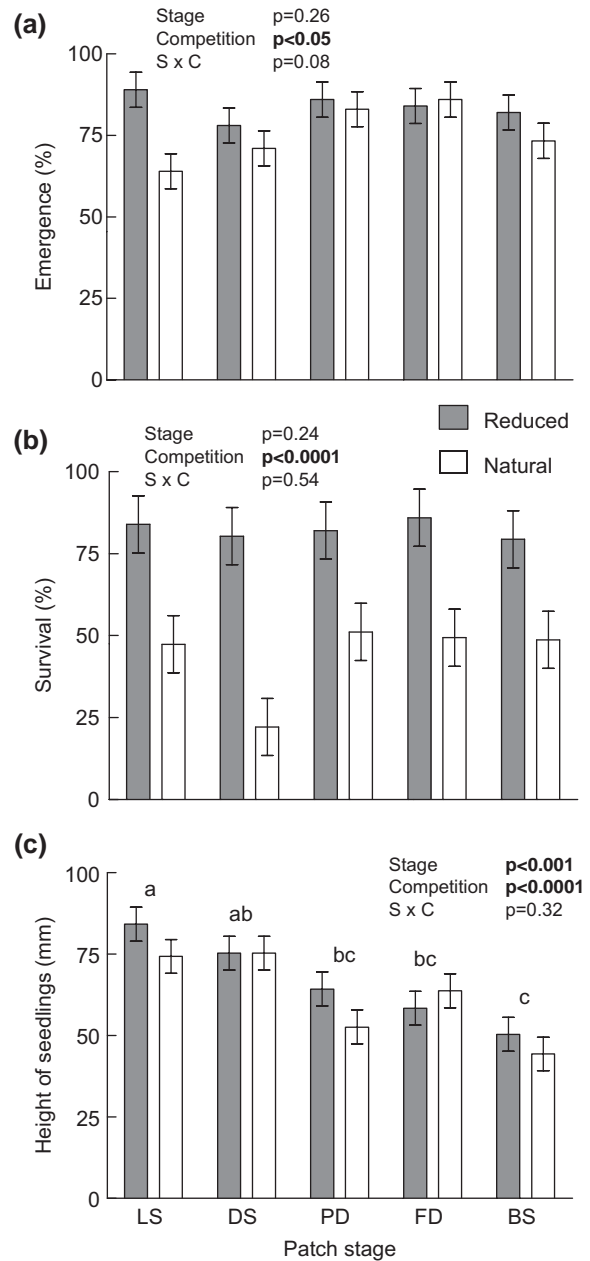 (a)
Stage p=0.26
Competition p<0.05
S x C p=0.08
100
75
50
25
0
Emergence (%)
Reduced
Natural
(b)
Stage p=0.24
Competition p<0.0001
S x C p=0.54
100
75
50
25
0
Survival (%)
(c)
Stage p<0.001
Competition p<0.0001
S x C p=0.32
100
75
50
25
0
Height of seedlings (mm)
a
ab
bc
bc
c
LS DS PD FD BS
Patch stage